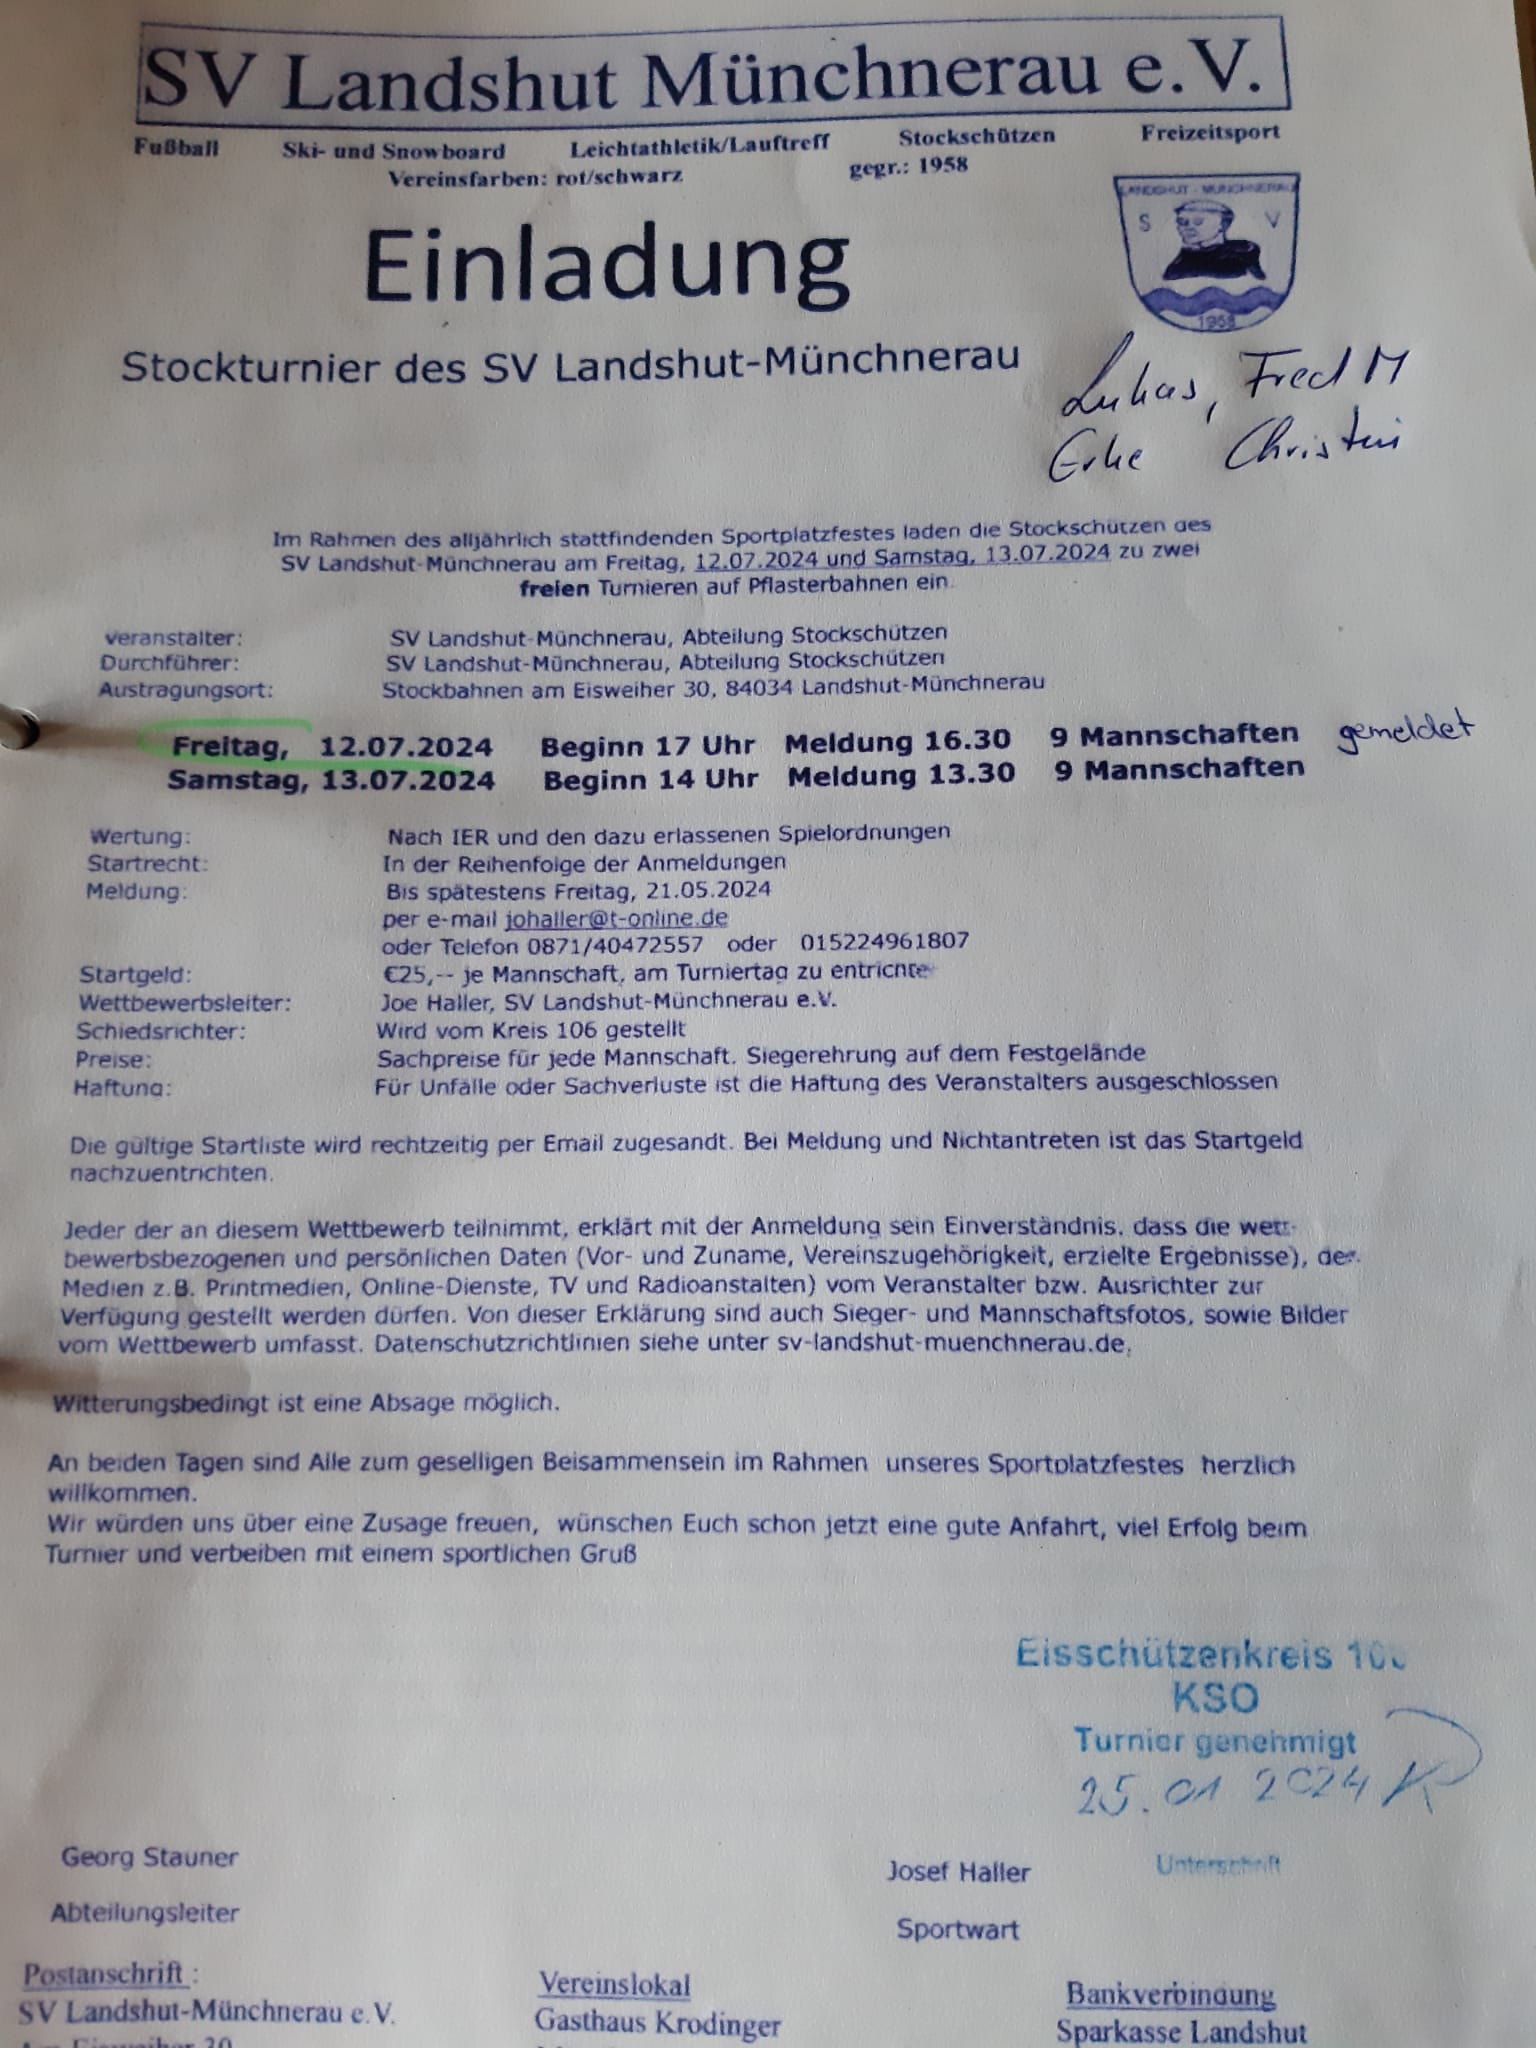 SV Landshut Münchnerau e.V.
Fußball Ski- und Snowboard Leichtathletik/Lauftreff Stockschützen Freizeitsport
Vereinsfarben: rot/schwarz gegr.: 1958
LANDSHUT - MÜNCHNERAU
S V
1958
Einladung
Stockturnier des SV Landshut-Münchnerau
Lukas, Fred M
Christin
Im Rahmen des alljährlich stattfindenden Sportplatzfestes laden die Stockschützen des
SV Landshut-Münchnerau am Freitag, 12.07.2024 und Samstag, 13.07.2024 zu zwei
freien Turnieren auf Pflasterbahnen ein.
Veranstalter: SV Landshut-Münchnerau, Abteilung Stockschützen
Durchführer: SV Landshut-Münchnerau, Abteilung Stockschützen
Austragungsort: Stockbahnen am Eisweiher 30, 84034 Landshut-Münchnerau
Freitag, 12.07.2024 Beginn 17 Uhr Meldung 16.30 9 Mannschaften gemeldet
Samstag, 13.07.2024 Beginn 14 Uhr Meldung 13.30 9 Mannschaften
Wertung: Nach IER und den dazu erlassenen Spielordnungen
Startrecht: In der Reihenfolge der Anmeldungen
Meldung: Bis spätestens Freitag, 21.05.2024
per e-mail johaller@t-online.de
oder Telefon 0871/40472557 oder 015224961807
Startgeld: €25,-- je Mannschaft, am Turniertag zu entrichte
Wettbewerbsleiter: Joe Haller, SV Landshut-Münchnerau e.V.
Schiedsrichter: Wird vom Kreis 106 gestellt
Preise: Sachpreise für jede Mannschaft. Siegerehrung auf dem Festgelände
Haftung: Für Unfälle oder Sachverluste ist die Haftung des Veranstalters ausgeschlossen
Die gültige Startliste wird rechtzeitig per Email zugesandt. Bei Meldung und Nichtantreten ist das Startgeld
nachzuentrichten.
Jeder der an diesem Wettbewerb teilnimmt, erklärt mit der Anmeldung sein Einverständnis, dass die wett-
bewerbsbezogenen und persönlichen Daten (Vor- und Zuname, Vereinszugehörigkeit, erzielte Ergebnisse), der
Medien z.B. Printmedien, Online-Dienste, TV und Radioanstalten) vom Veranstalter bzw. Ausrichter zur
Verfügung gestellt werden dürfen. Von dieser Erklärung sind auch Sieger- und Mannschaftsfotos, sowie Bilder
vom Wettbewerb umfasst. Datenschutzrichtlinien siehe unter sv-landshut-muenchnerau.de.
Witterungsbedingt ist eine Absage möglich.
An beiden Tagen sind Alle zum geselligen Beisammensein im Rahmen unseres Sportplatzfestes herzlich
willkommen.
Wir würden uns über eine Zusage freuen, wünschen Euch schon jetzt eine gute Anfahrt, viel Erfolg beim
Turnier und verbeiben mit einem sportlichen Gruß
Eisschützenkreis
KSO
Turnier genehmigt
25.01 2024
Unterschrift
Georg Stauner Josef Haller
Abteilungsleiter Sportwart
Postanschrift : Vereinslokal Bankverbindung
SV Landshut-Münchnerau e.V. Gasthaus Krodinger Sparkasse Landshut
Am Eisweiher 30